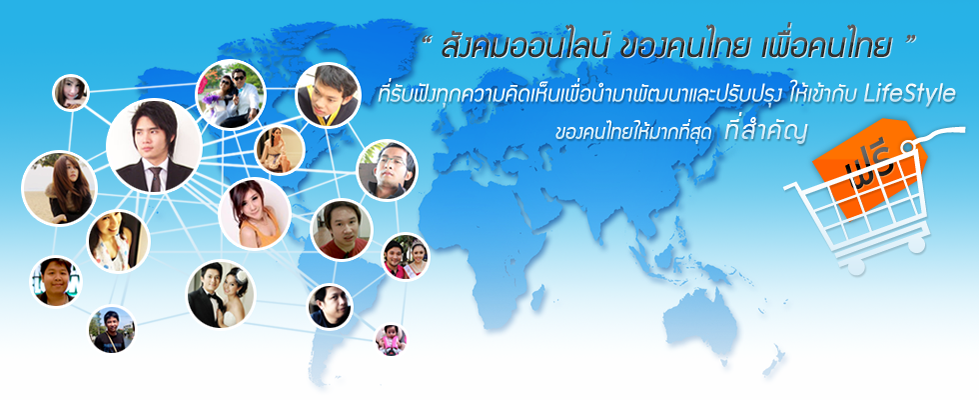 “ สังคมออนไลน์ ของคนไทย เพื่อคนไทย ”
ที่รับฟังทุกความคิดเห็นเพื่อนำมาพัฒนาและปรับปรุง ให้เข้ากับ LifeStyle
ของคนไทยให้มากที่สุด ที่สำคัญ
ฟรี